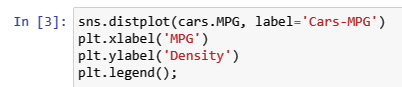 In [3]: sns.distplot(cars.MPG, label='Cars-MPG')
plt.xlabel('MPG')
plt.ylabel('Density')
plt.legend();